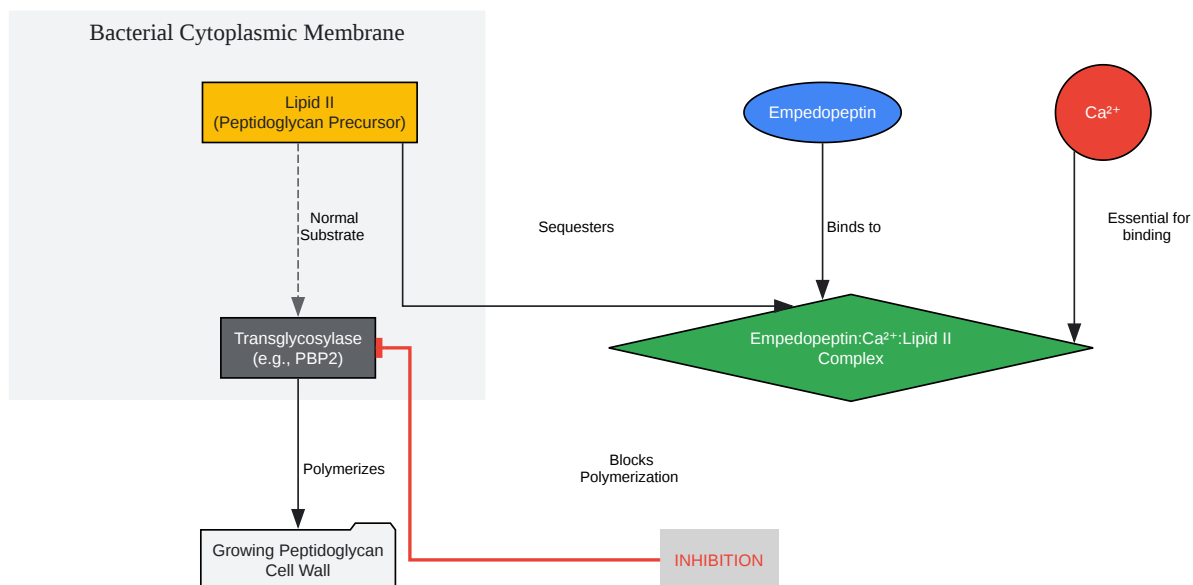 Bacterial Cytoplasmic Membrane
Lipid II
(Peptidoglycan Precursor)
Empedopeptin
Ca²⁺
Normal
Substrate
Sequesters
Binds to
Essential for
binding
Transglycosylase
(e.g., PBP2)
Empedopeptin:Ca²⁺:Lipid II
Complex
Polymerizes
Blocks
Polymerization
Growing Peptidoglycan
Cell Wall
INHIBITION